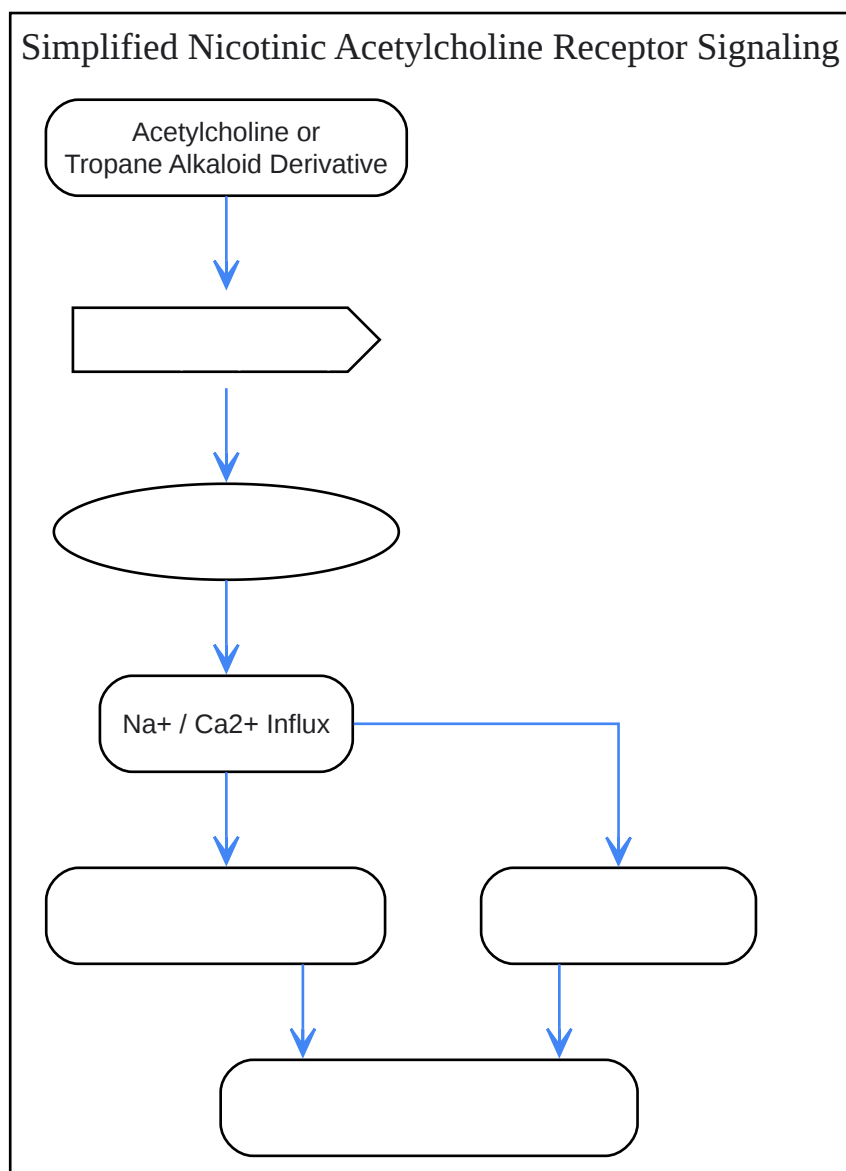 Simplified Nicotinic Acetylcholine Receptor Signaling
Acetylcholine or
Tropane Alkaloid Derivative
Na+ / Ca2+ Influx